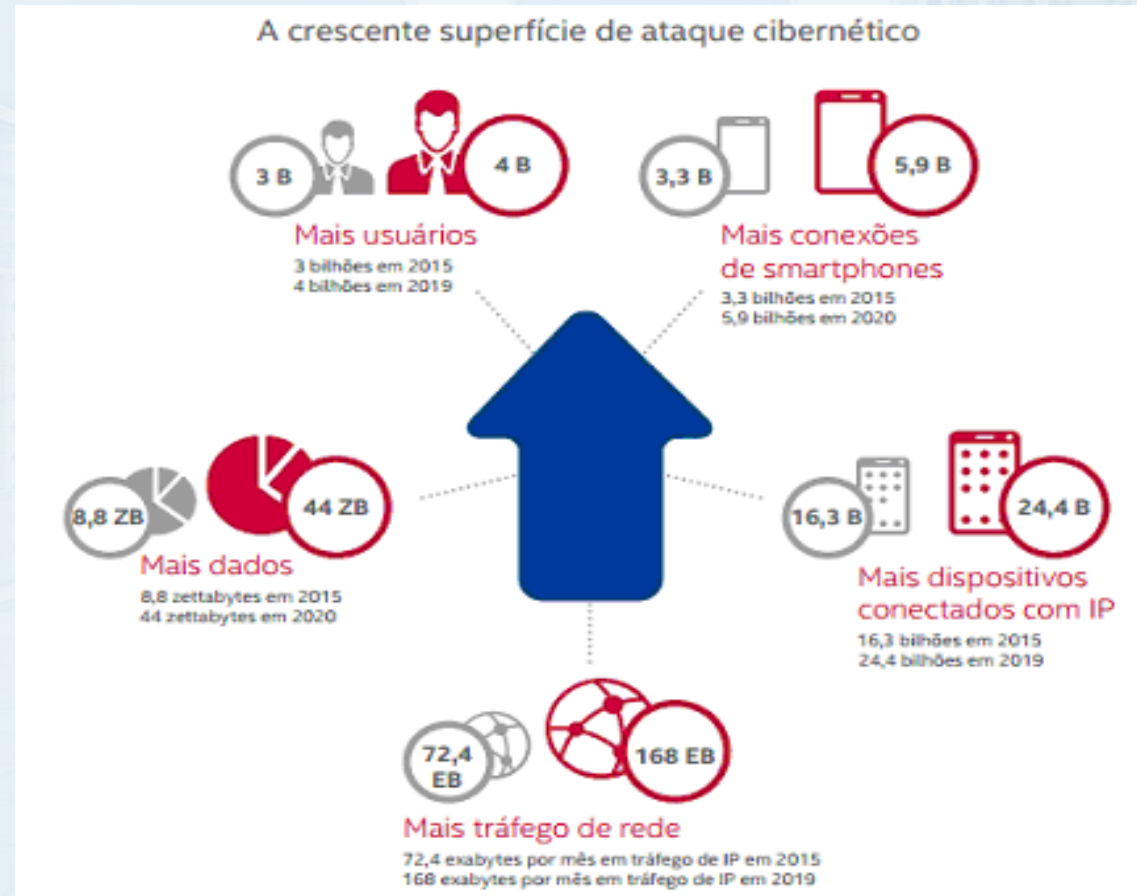 A crescente superfície de ataque cibernético
3 B
4 B
Mais usuários
3 bilhões em 2015
4 bilhões em 2019
3,3 B
5,9 B
Mais conexões
de smartphones
3,3 bilhões em 2015
5,9 bilhões em 2020
8,8 ZB
44 ZB
Mais dados
8,8 zettabytes em 2015
44 zettabytes em 2020
16,3 B
24,4 B
Mais dispositivos
conectados com IP
16,3 bilhões em 2015
24,4 bilhões em 2019
72,4
EB
168 EB
Mais tráfego de rede
72,4 exabytes por mês em tráfego de IP em 2015
168 exabytes por mês em tráfego de IP em 2019